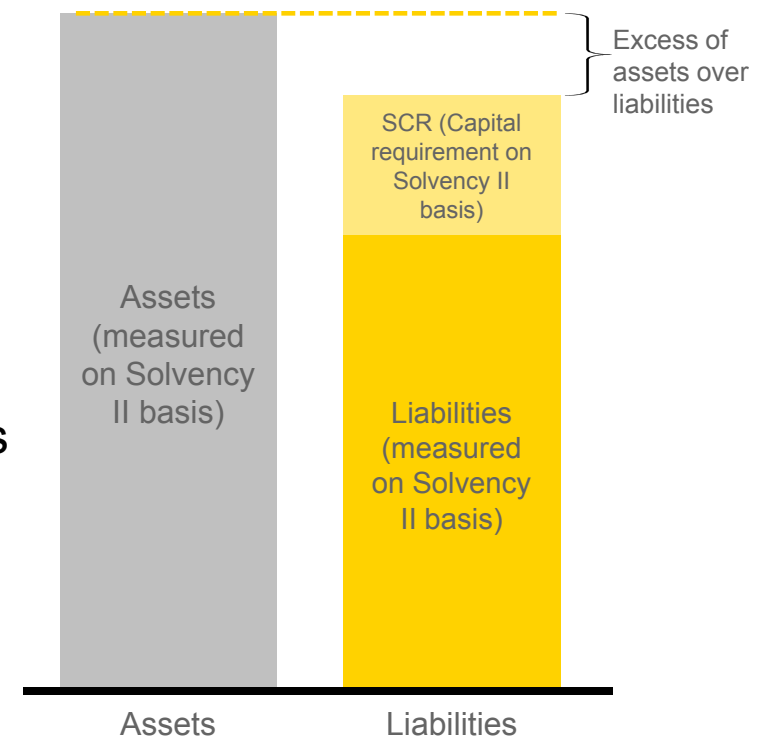 Excess of
assets over
liabilities
SCR (Capital
requirement on
Solvency II
basis)
Assets
(measured
on Solvency
II basis)
s
Liabilities
(measured
on Solvency
II basis)
Assets
Liabilities